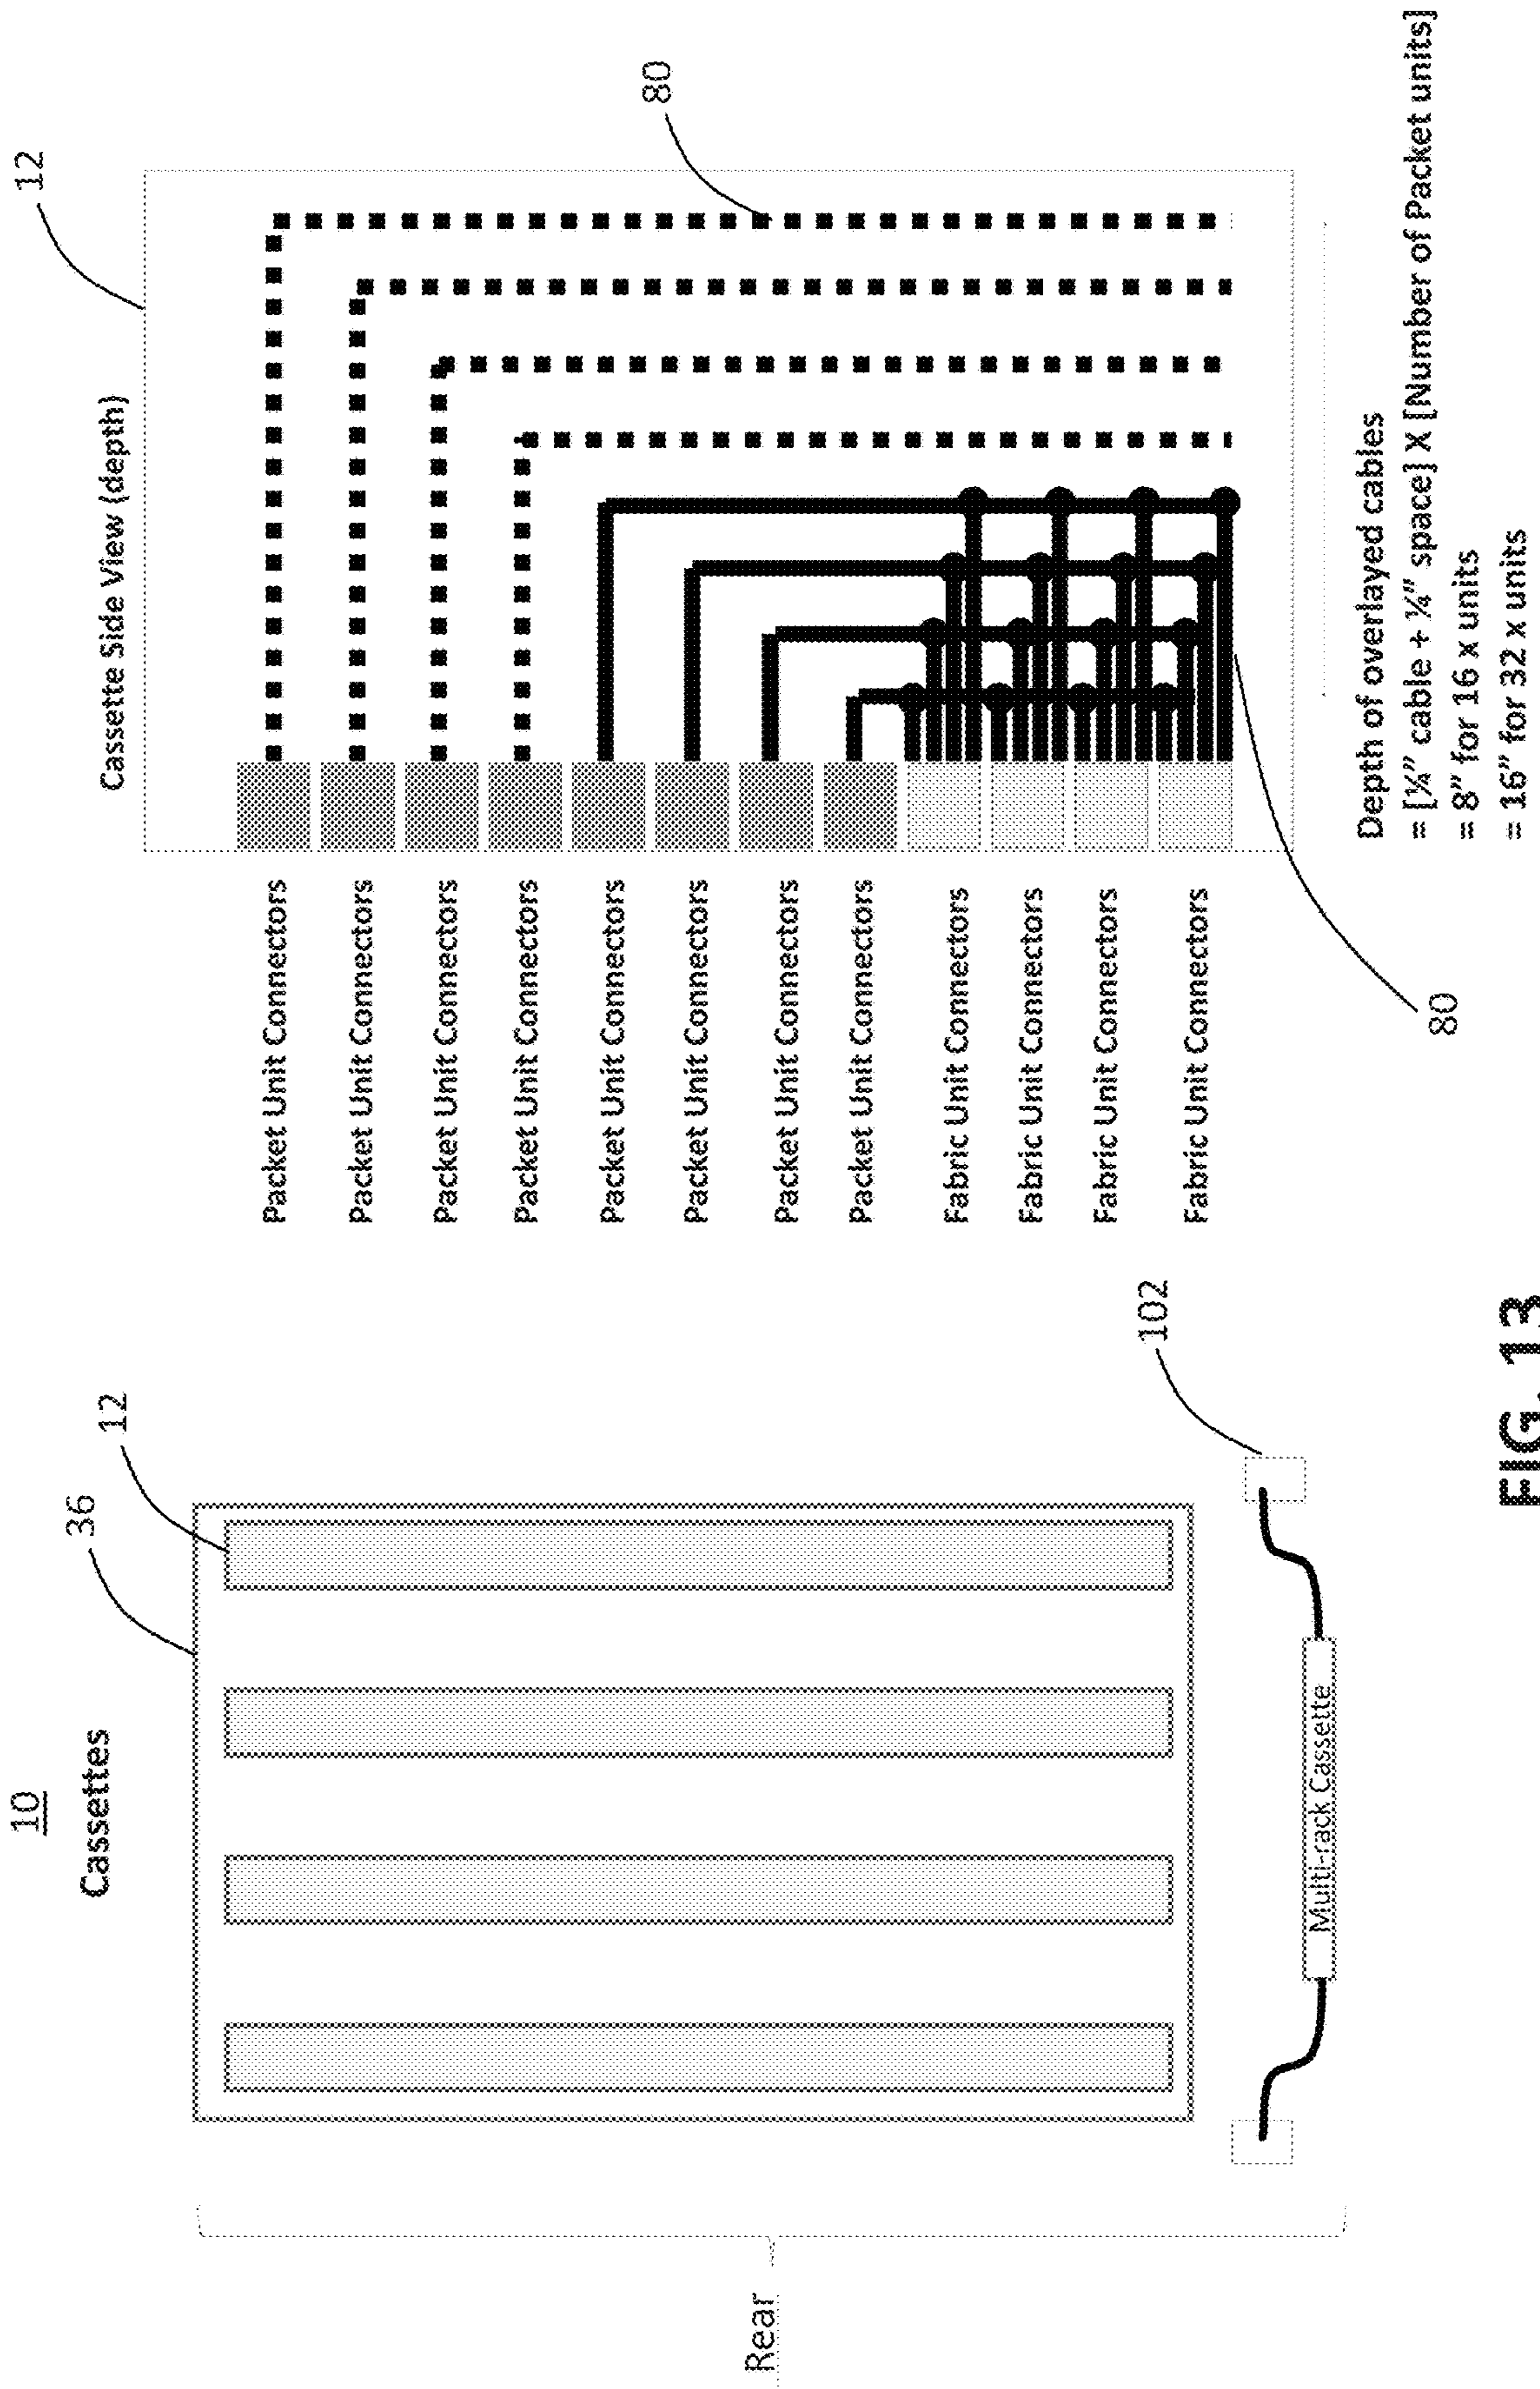 10
Cassettes
36
12
Rear
Multi-rack Cassette
102
12
Cassette Side View (depth)
Packet Unit Connectors
Packet Unit Connectors
Packet Unit Connectors
Packet Unit Connectors
Packet Unit Connectors
Packet Unit Connectors
Packet Unit Connectors
Packet Unit Connectors
Fabric Unit Connectors
Fabric Unit Connectors
Fabric Unit Connectors
Fabric Unit Connectors
80
80
Depth of overlayed cables
= [¼” cable + ¼” space] X [Number of Packet units]
= 8” for 16 x units
= 16” for 32 x units
FIG. 13